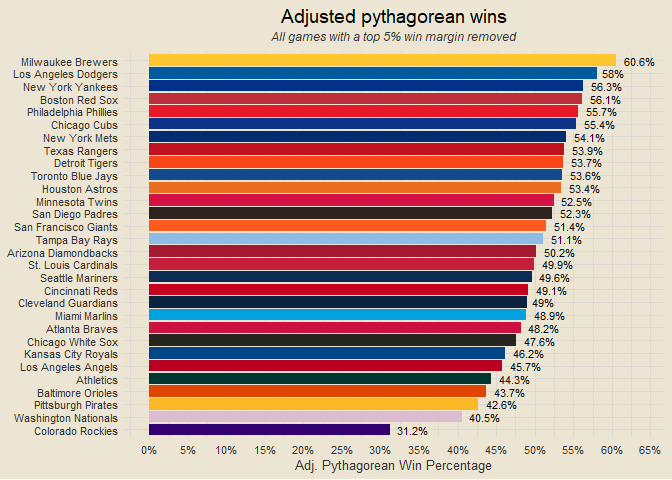 Adjusted pythagorean wins
All games with a top 5% win margin removed
Milwaukee Brewers 60.6%
Los Angeles Dodgers 58%
New York Yankees 56.3%
Boston Red Sox 56.1%
Philadelphia Phillies 55.7%
Chicago Cubs 55.4%
New York Mets 54.1%
Texas Rangers 53.9%
Detroit Tigers 53.7%
Toronto Blue Jays 53.6%
Houston Astros 53.4%
Minnesota Twins 52.5%
San Diego Padres 52.3%
San Francisco Giants 51.4%
Tampa Bay Rays 51.1%
Arizona Diamondbacks 50.2%
St. Louis Cardinals 49.9%
Seattle Mariners 49.6%
Cincinnati Reds 49.1%
Cleveland Guardians 49%
Miami Marlins 48.9%
Atlanta Braves 48.2%
Chicago White Sox 47.6%
Kansas City Royals 46.2%
Los Angeles Angels 45.7%
Athletics 44.3%
Baltimore Orioles 43.7%
Pittsburgh Pirates 42.6%
Washington Nationals 40.5%
Colorado Rockies 31.2%
0% 5% 10% 15% 20% 25% 30% 35% 40% 45% 50% 55% 60% 65%
Adj. Pythagorean Win Percentage